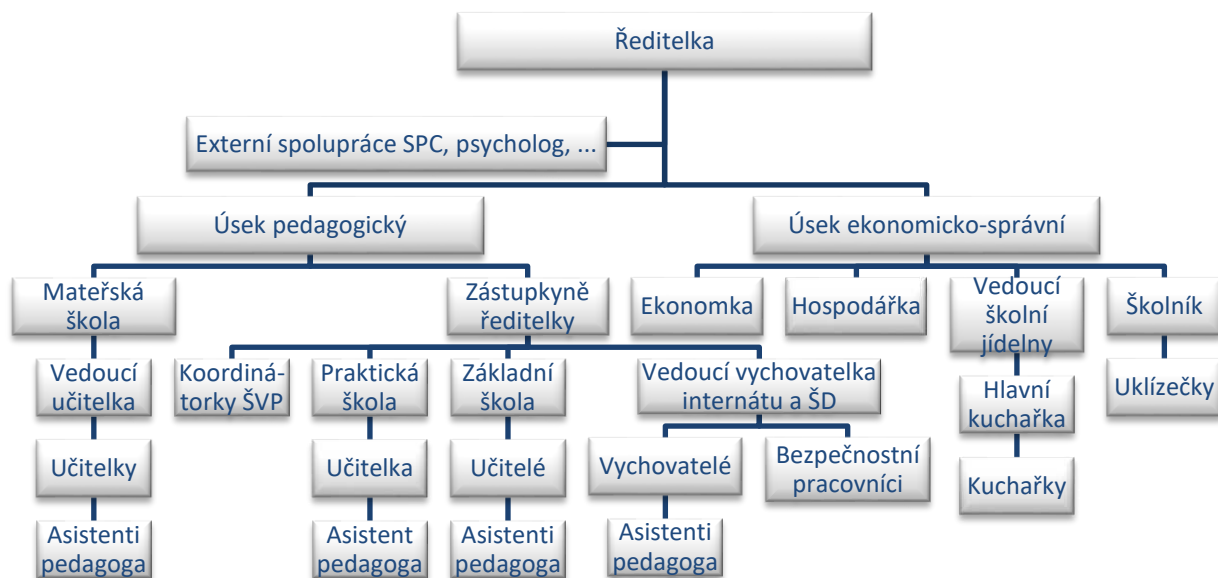 Ředitelka
Externí spolupráce SPC, psycholog, ...
Úsek pedagogický
Úsek ekonomicko-správní
Mateřská
škola
Zástupkyně
ředitelky
Ekonomka
Hospodářka
Vedoucí
školní
jídelny
Školník
Vedoucí
učitelka
Koordiná-
torky ŠVP
Praktická
škola
Základní
škola
Vedoucí vychovatelka
internátu a ŠD
Hlavní
kuchařka
Uklízečky
Učitelky
Učitelka
Učitelé
Vychovatelé
Bezpečnostní
pracovníci
Kuchařky
Asistenti
pedagoga
Asistent
pedagoga
Asistenti
pedagoga
Asistenti
pedagoga